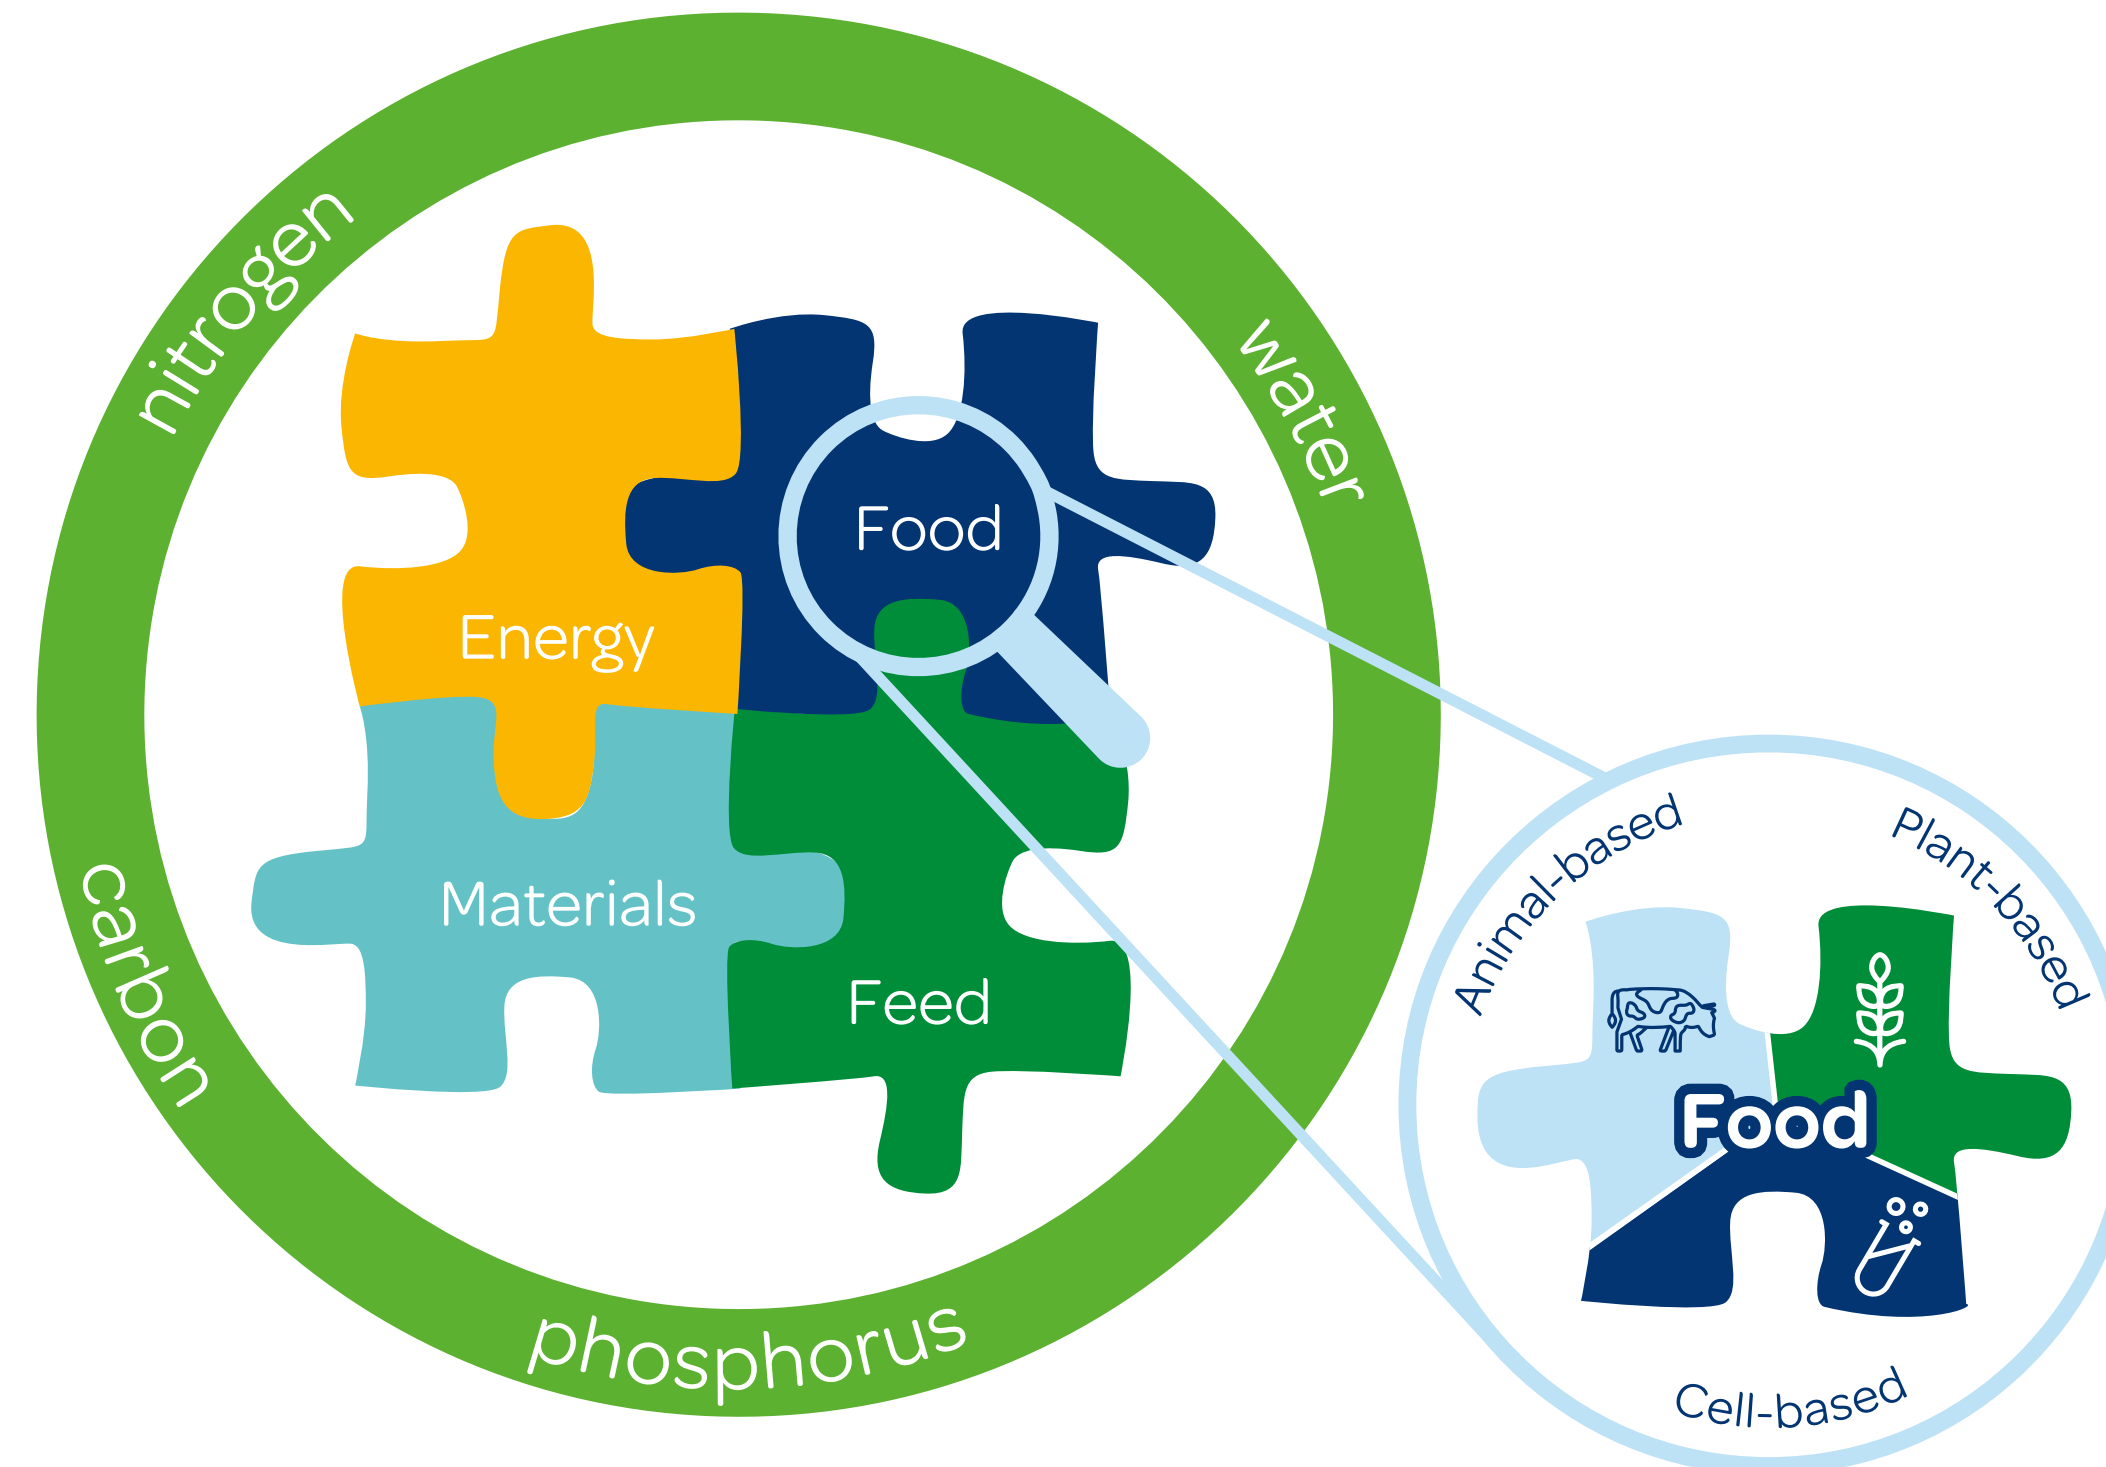 nitrogen
water
Food
Energy
Materials
Feed
carbon
phosphorus
Animal-based
Plant-based
Food
Cell-based